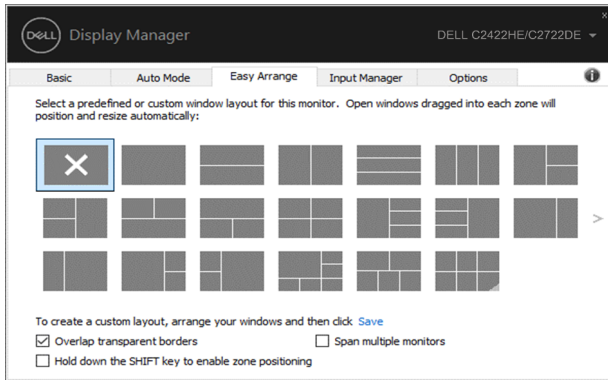 DELL Display Manager DELL C2422HE/C2722DE
Basic Auto Mode Easy Arrange Input Manager Options
Select a predefined or custom window layout for this monitor. Open windows dragged into each zone will
position and resize automatically:
To create a custom layout, arrange your windows and then click Save
Overlap transparent borders Span multiple monitors
Hold down the SHIFT key to enable zone positioning